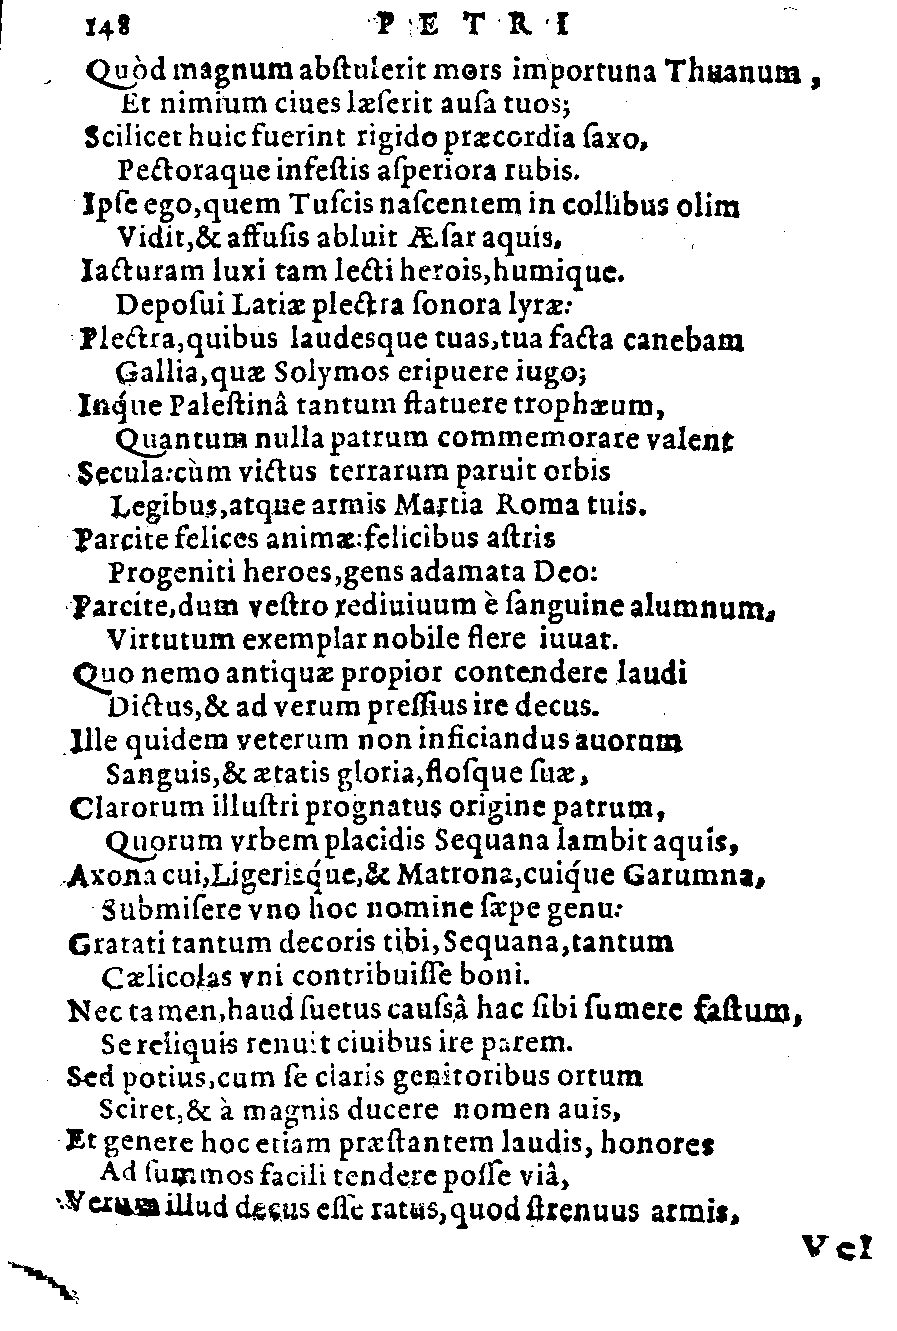 148 PETRI
Quòd magnum abſtulerit mors importuna Thuanum,
Et nimium ciues læſerit auſa tuos;
Scilicet huic fuerint rigido præcordia ſaxo,
Pectoraque infeſtis aſperiora rubis.
Ipſe ego, quem Tuſcis naſcentem in collibus olim
Vidit, & affuſis abluit Æſar aquis,
Iacturam luxi tam lecti herois, humique.
Depoſui Latiæ plectra ſonora lyræ:
Plectra, quibus laudesque tuas, tua facta canebam
Gallia, quæ Solymos eripuere iugo;
Inq́ue Paleſtinâ tantum ſtatuere trophæum,
Quantum nulla patrum commemorare valent
Secula: cùm victus terrarum paruit orbis
Legibus, atque armis Martia Roma tuis.
Parcite felices animæ: felicibus aſtris
Progeniti heroes, gens adamata Deo:
Parcite, dum veſtro rediuiuum è ſanguine alumnum,
Virtutum exemplar nobile flere iuuat.
Quo nemo antiquæ propior contendere laudi
Dictus, & ad verum preſſius ire decus.
Ille quidem veterum non inficiandus auorum
Sanguis, & ætatis gloria, floſque ſuæ,
Clarorum illuſtri prognatus origine patrum,
Quorum vrbem placidis Sequana lambit aquis,
Axona cui, Ligerisq́ue, & Matrona, cuiq́ue Garumna,
Submiſere vno hoc nomine ſæpe genu:
Gratati tantum decoris tibi, Sequana, tantum
Cælicolas vni contribuiſſe boni.
Nec tamen, haud ſuetus cauſsâ hac ſibi ſumere faſtum,
Se reliquis renuit ciuibus ire parem.
Sed potius, cum ſe claris genitoribus ortum
Sciret, & à magnis ducere nomen auis,
Et genere hoc etiam præſtantem laudis, honores
Ad ſummos facili tendere poſſe viâ,
Verum illud decus eſſe ratus, quod ſtrenuus armis,
Vel